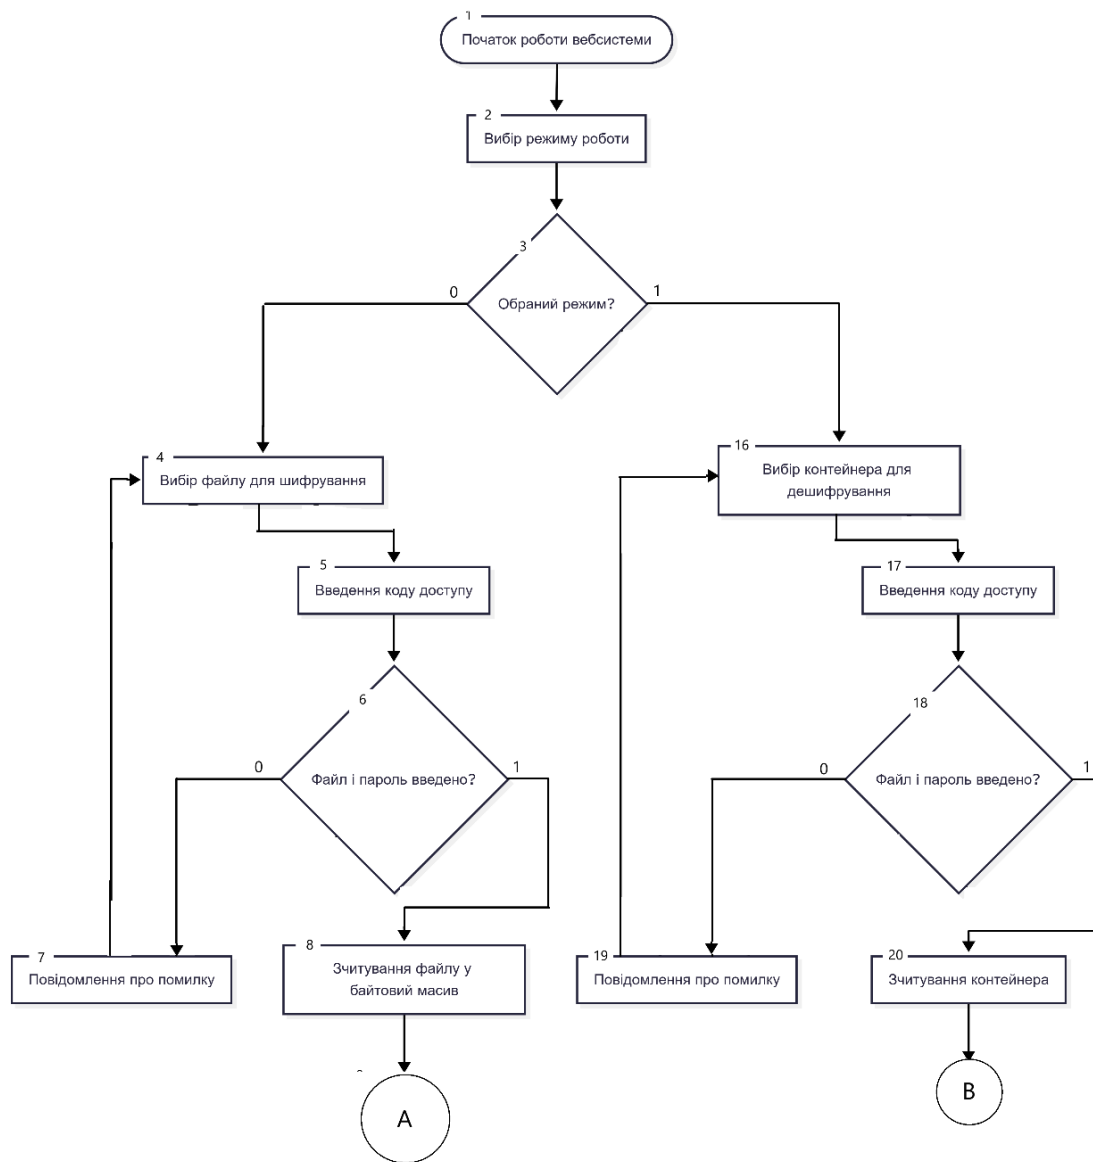 1
Початок роботи вебсистеми
2
Вибір режиму роботи
3
0
1
Обраний режим?
4
Вибір файлу для шифрування
16
Вибір контейнера для
дешифрування
5
Введення коду доступу
17
Введення коду доступу
6
0
Файл і пароль введено?
1
18
0
Файл і пароль введено?
1
7
Повідомлення про помилку
8
Зчитування файлу у
байтовий масив
19
Повідомлення про помилку
20
Зчитування контейнера
A
B